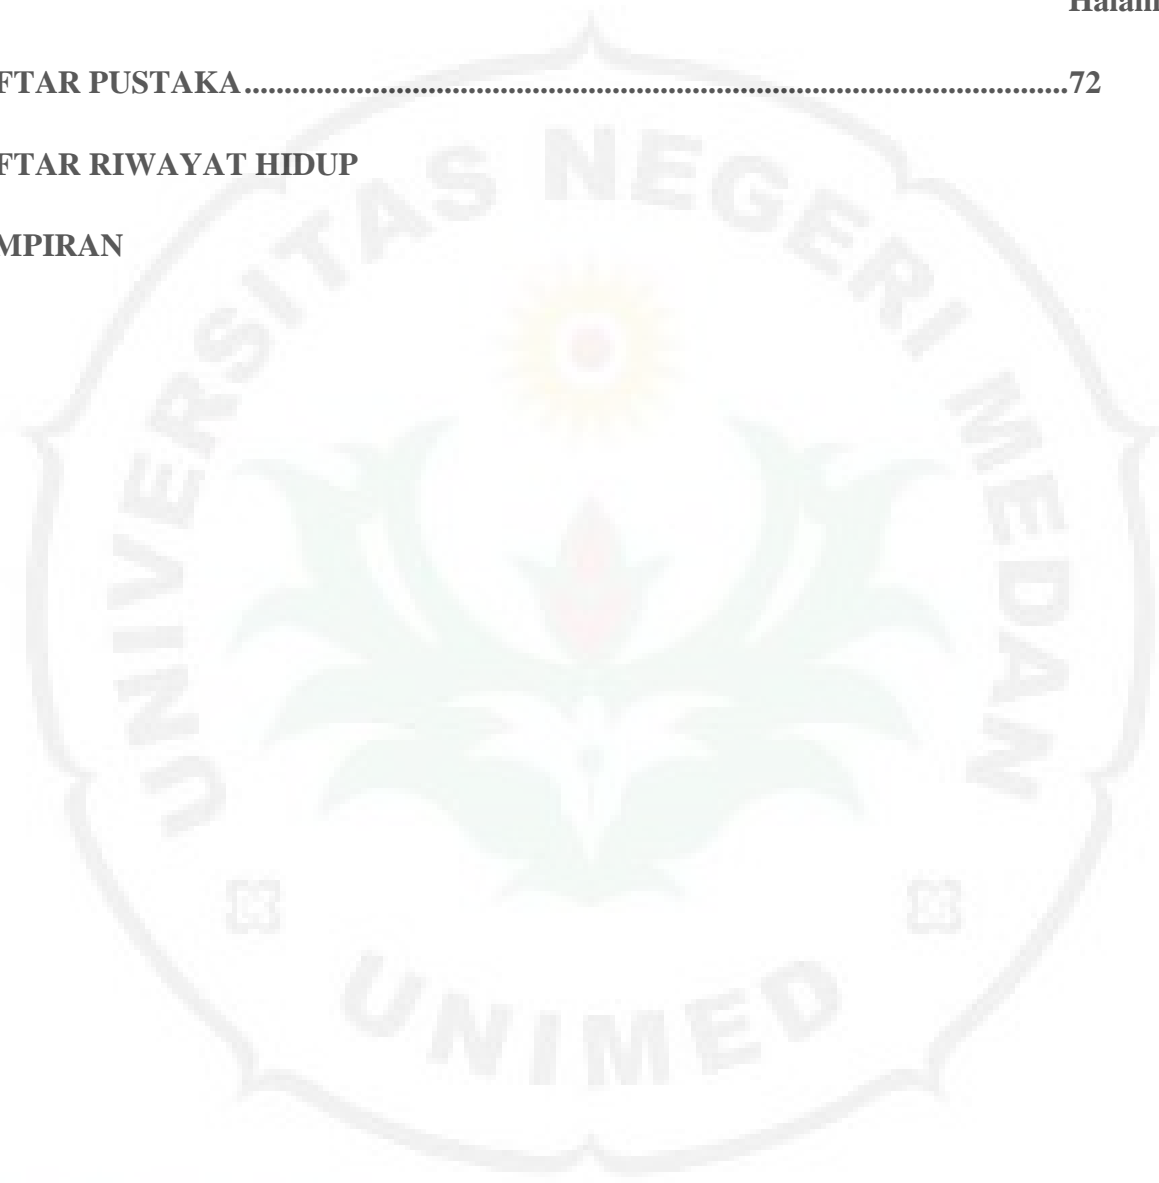 Halam
FTAR PUSTAKA....................................................................................................72
FTAR RIWAYAT HIDUP
MPIRAN
UNIVERSITAS NEGERI MEDAN
UNIMED